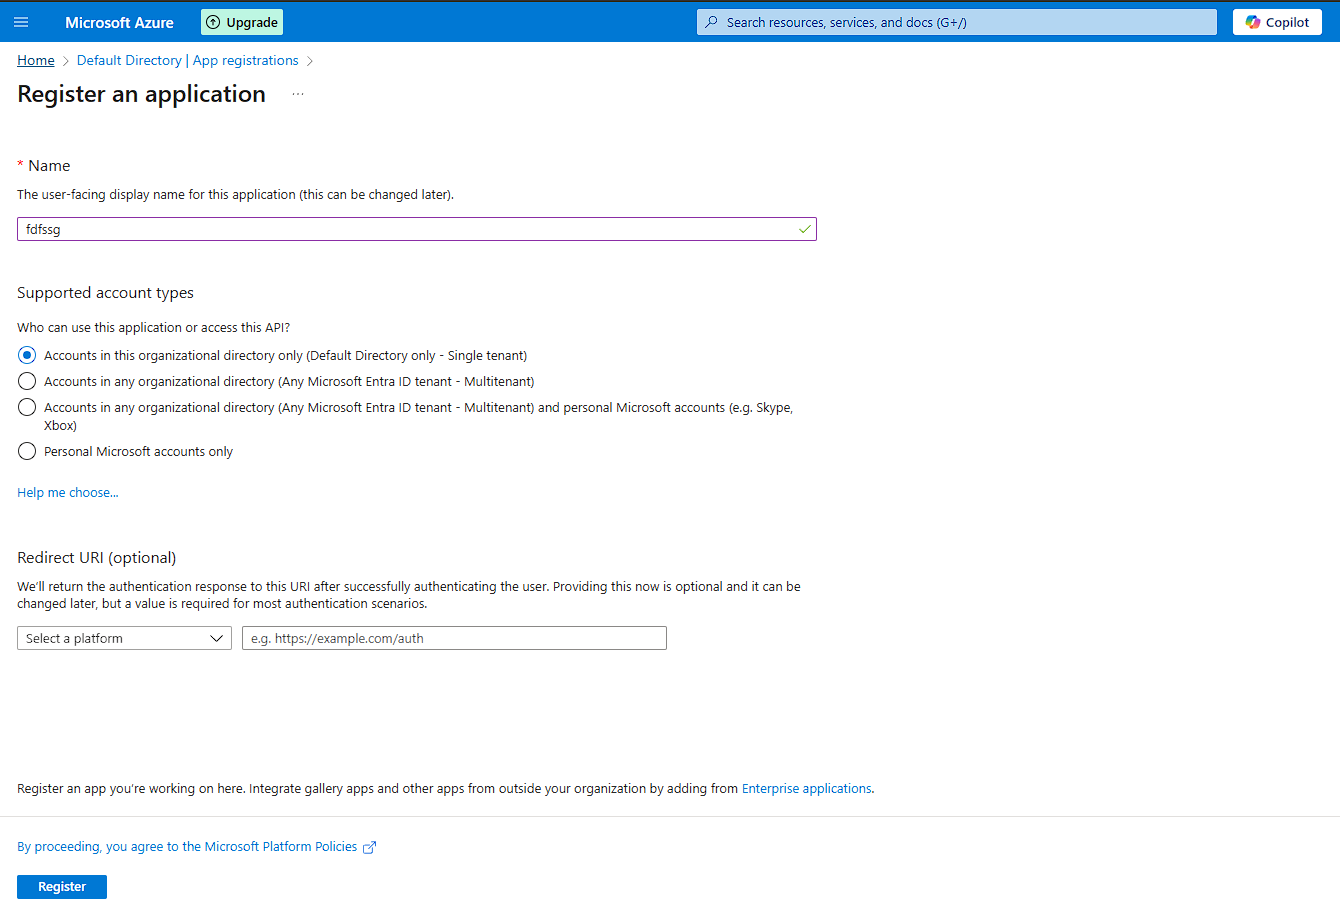 Microsoft Azure
Upgrade
Search resources, services, and docs (G+/)
Copilot
Home > Default Directory | App registrations >
Register an application ...
* Name
The user-facing display name for this application (this can be changed later).
fdfssg
Supported account types
Who can use this application or access this API?
Accounts in this organizational directory only (Default Directory only - Single tenant)
Accounts in any organizational directory (Any Microsoft Entra ID tenant - Multitenant)
Accounts in any organizational directory (Any Microsoft Entra ID tenant - Multitenant) and personal Microsoft accounts (e.g. Skype,
Xbox)
Personal Microsoft accounts only
Help me choose...
Redirect URI (optional)
We'll return the authentication response to this URI after successfully authenticating the user. Providing this now is optional and it can be
changed later, but a value is required for most authentication scenarios.
Select a platform
e.g. https://example.com/auth
Register an app you're working on here. Integrate gallery apps and other apps from outside your organization by adding from Enterprise applications.
By proceeding, you agree to the Microsoft Platform Policies
Register